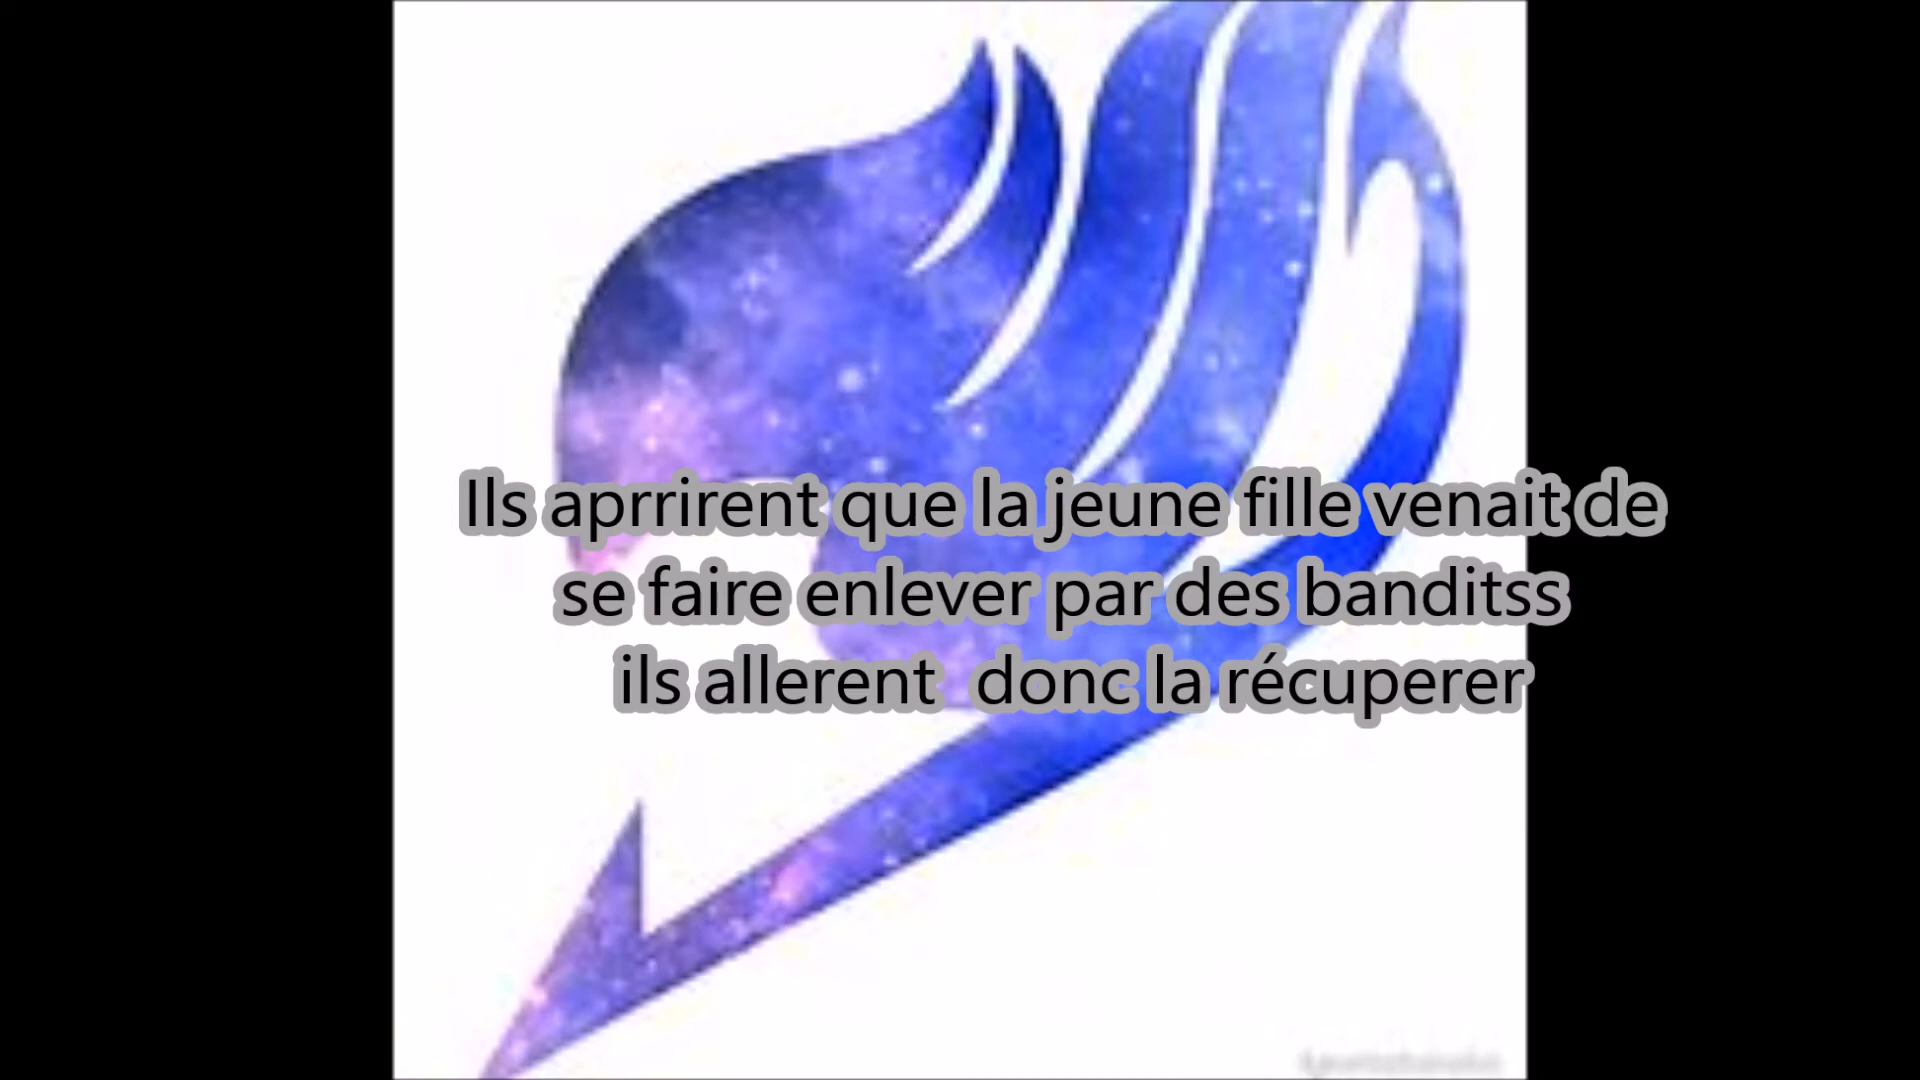 Ils aprrirent que la jeune fille venait de
se faire enlever par des banditss
ils allerent  donc la récuperer